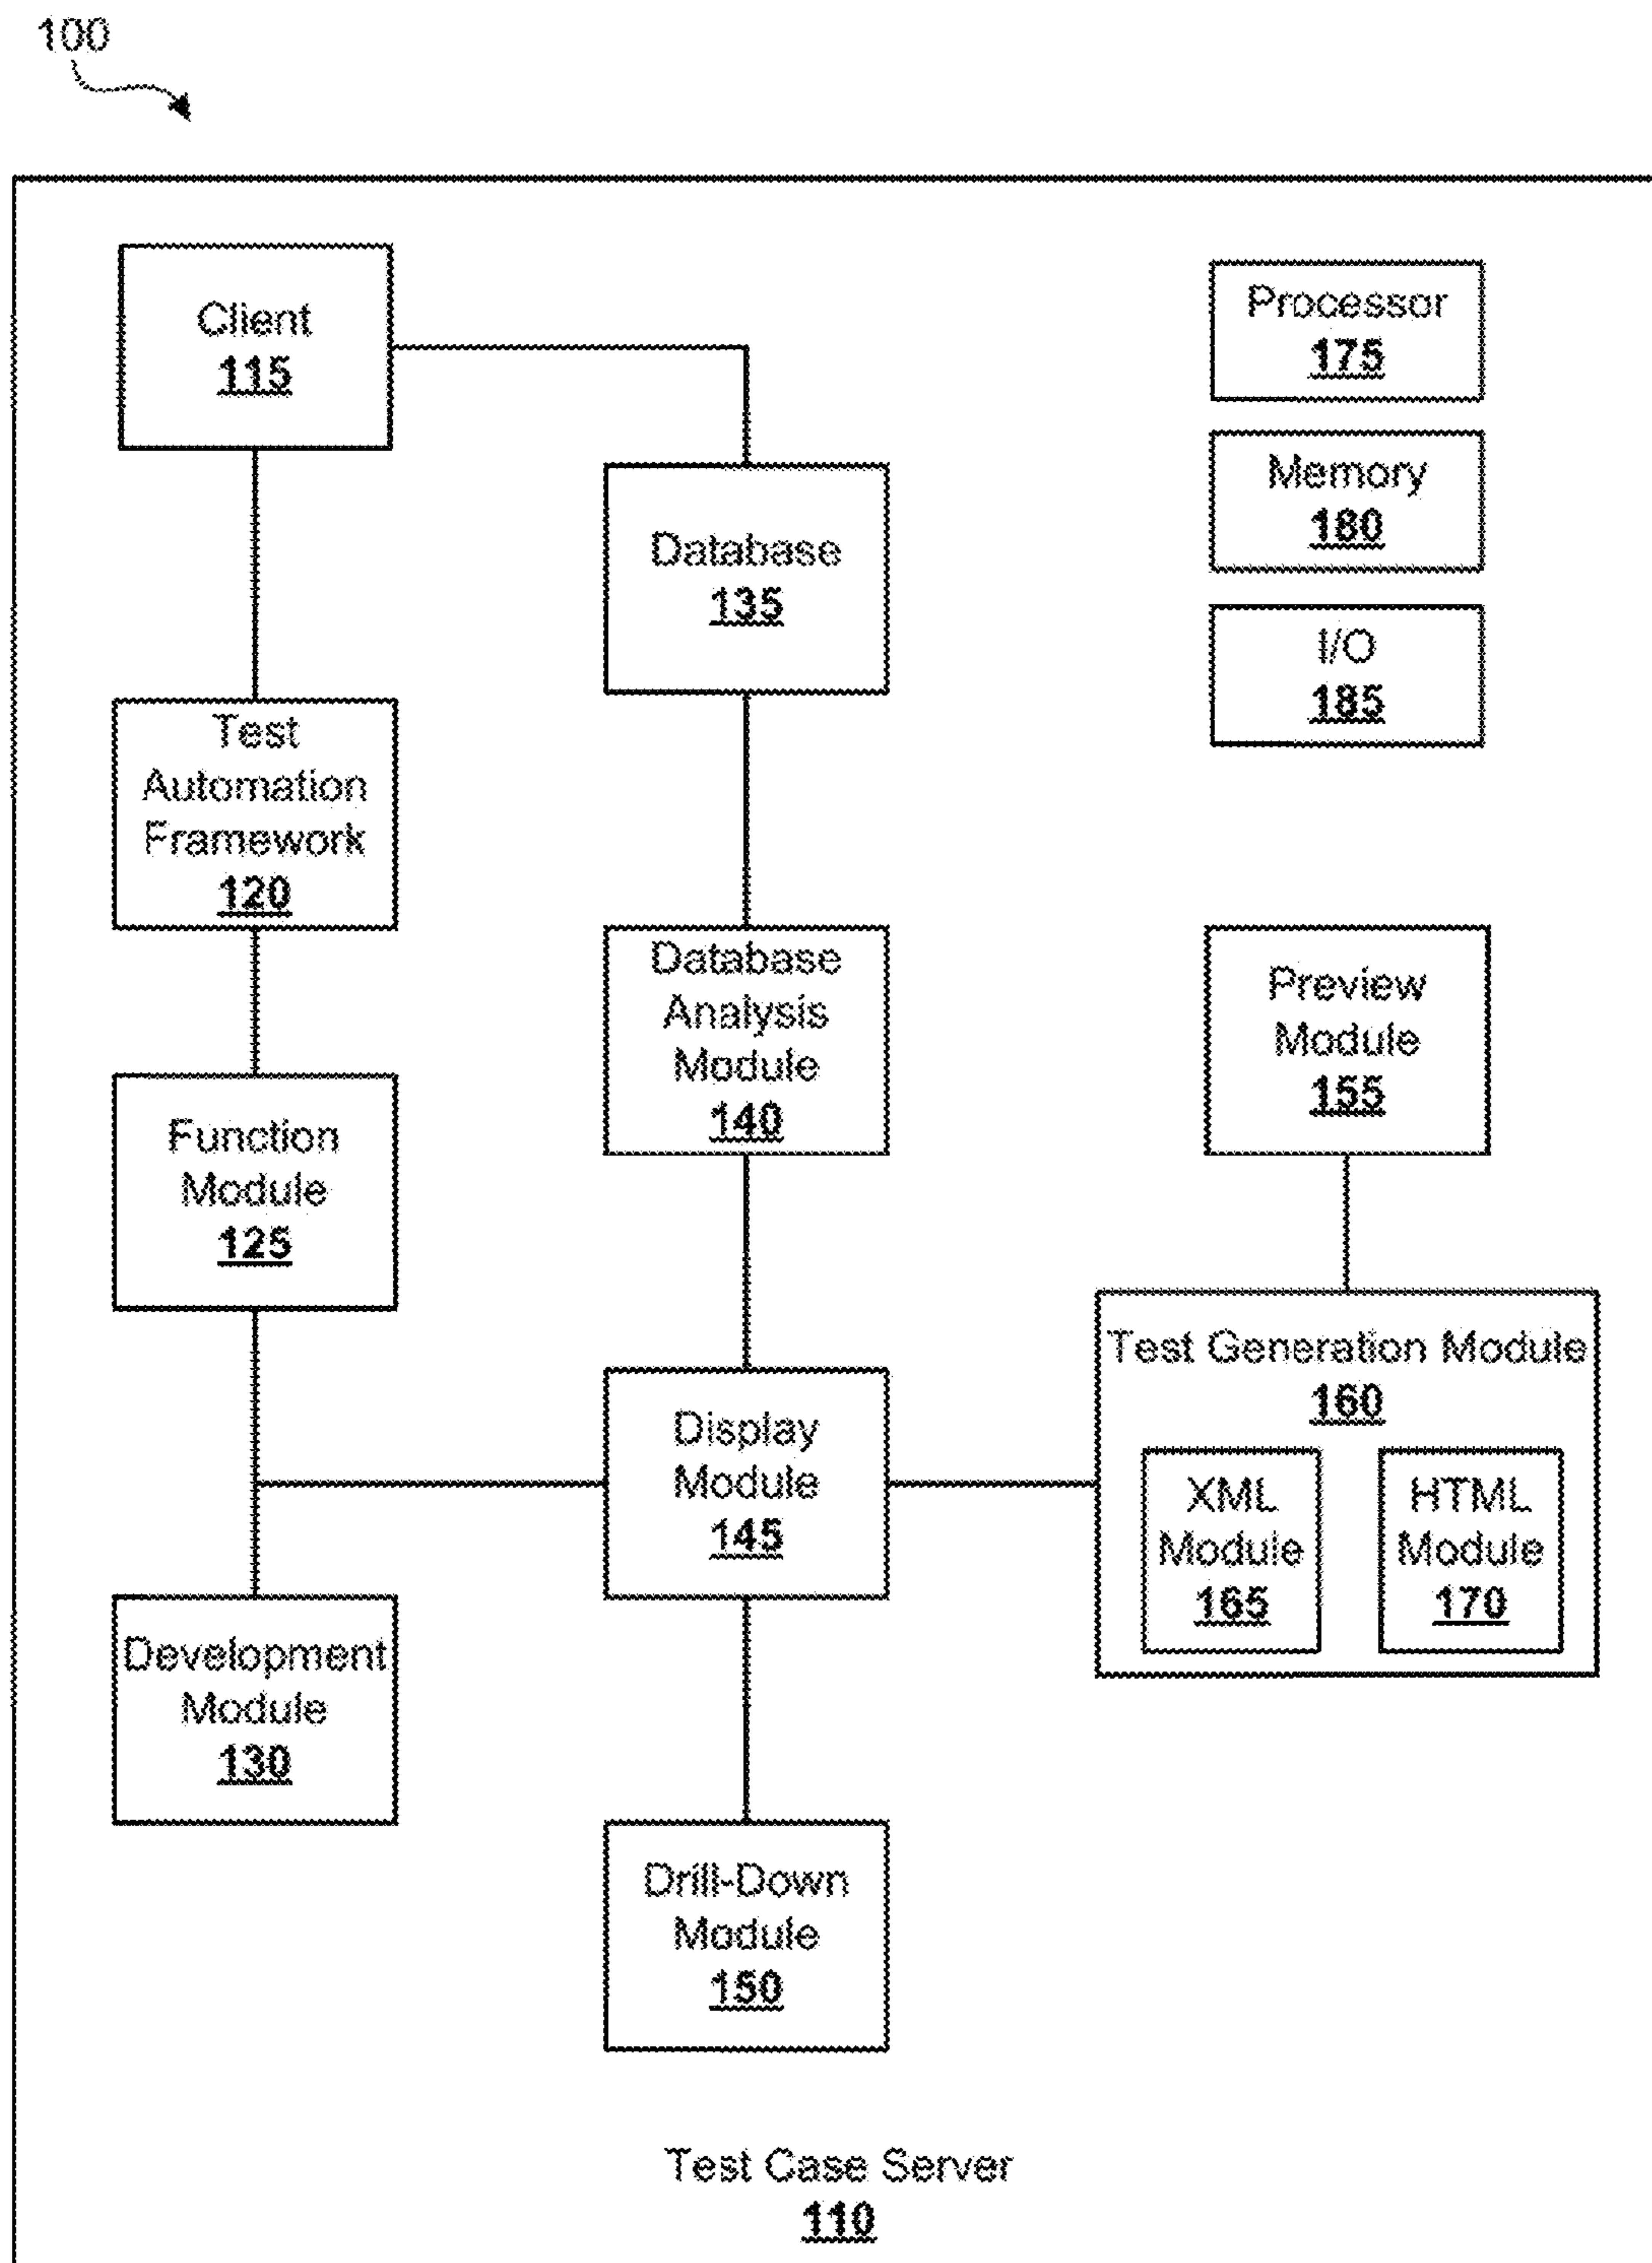 100
Client
115
Processor
175
Memory
180
Database
135
I/O
185
Test
Automation
Framework
120
Database
Analysis
Module
140
Preview
Module
155
Function
Module
125
Test Generation Module
160
Display
Module
145
XML
Module
165
HTML
Module
170
Development
Module
130
Drill-Down
Module
150
Test Case Server
110